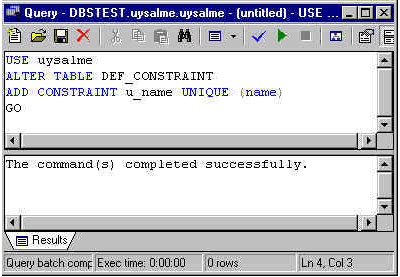 Query - DBSTEST.uysalme.uysalme - (untitled) - USE ...
USE uysalme
ALTER TABLE DEF_CONSTRAINT
ADD CONSTRAINT u_name UNIQUE (name)
GO
The command(s) completed successfully.
Results
Query batch comp
Exec time: 0:00:00
0 rows
Ln 4, Col 3